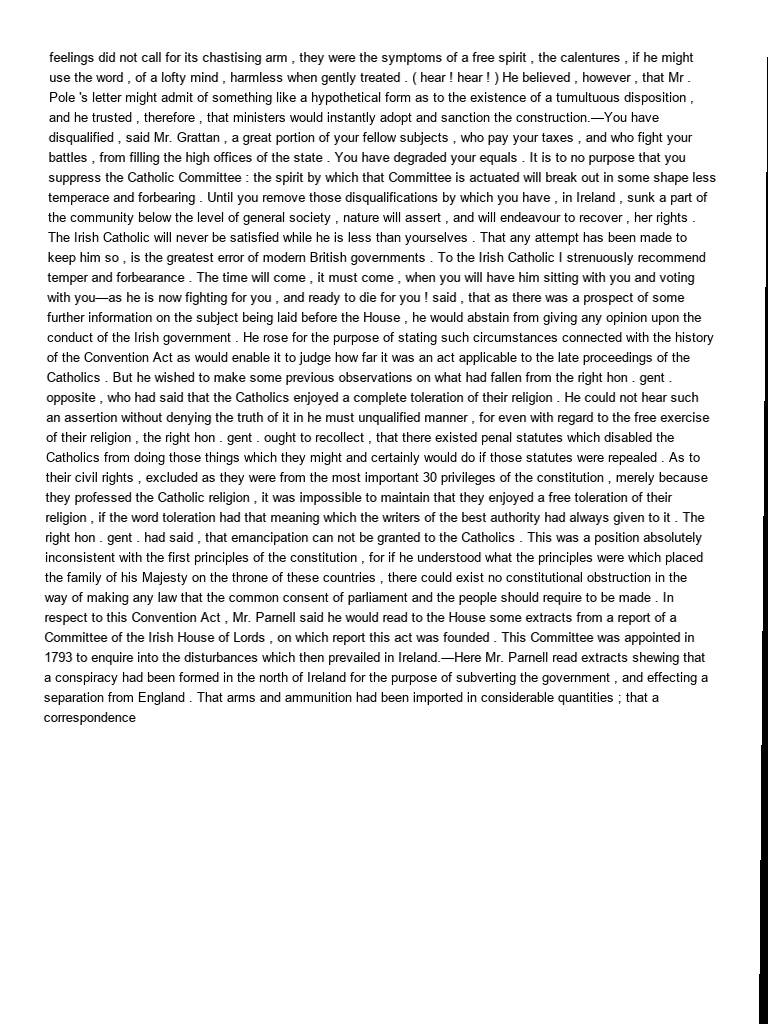 feelings did not call for its chastising arm , they were the symptoms of a free spirit , the calentures , if he might
use the word , of a lofty mind , harmless when gently treated . ( hear ! hear ! ) He believed , however , that Mr .
Pole 's letter might admit of something like a hypothetical form as to the existence of a tumultuous disposition ,
and he trusted , therefore , that ministers would instantly adopt and sanction the construction.—You have
disqualified , said Mr. Grattan , a great portion of your fellow subjects , who pay your taxes , and who fight your
battles , from filling the high offices of the state . You have degraded your equals . It is to no purpose that you
suppress the Catholic Committee : the spirit by which that Committee is actuated will break out in some shape less
temperace and forbearing . Until you remove those disqualifications by which you have , in Ireland , sunk a part of
the community below the level of general society , nature will assert , and will endeavour to recover , her rights .
The Irish Catholic will never be satisfied while he is less than yourselves . That any attempt has been made to
keep him so , is the greatest error of modern British governments . To the Irish Catholic I strenuously recommend
temper and forbearance . The time will come , it must come , when you will have him sitting with you and voting
with you—as he is now fighting for you , and ready to die for you ! said , that as there was a prospect of some
further information on the subject being laid before the House , he would abstain from giving any opinion upon the
conduct of the Irish government . He rose for the purpose of stating such circumstances connected with the history
of the Convention Act as would enable it to judge how far it was an act applicable to the late proceedings of the
Catholics . But he wished to make some previous observations on what had fallen from the right hon . gent .
opposite , who had said that the Catholics enjoyed a complete toleration of their religion . He could not hear such
an assertion without denying the truth of it in he must unqualified manner , for even with regard to the free exercise
of their religion , the right hon . gent . ought to recollect , that there existed penal statutes which disabled the
Catholics from doing those things which they might and certainly would do if those statutes were repealed . As to
their civil rights , excluded as they were from the most important 30 privileges of the constitution , merely because
they professed the Catholic religion , it was impossible to maintain that they enjoyed a free toleration of their
religion , if the word toleration had that meaning which the writers of the best authority had always given to it . The
right hon . gent . had said , that emancipation can not be granted to the Catholics . This was a position absolutely
inconsistent with the first principles of the constitution , for if he understood what the principles were which placed
the family of his Majesty on the throne of these countries , there could exist no constitutional obstruction in the
way of making any law that the common consent of parliament and the people should require to be made . In
respect to this Convention Act , Mr. Parnell said he would read to the House some extracts from a report of a
Committee of the Irish House of Lords , on which report this act was founded . This Committee was appointed in
1793 to enquire into the disturbances which then prevailed in Ireland.—Here Mr. Parnell read extracts shewing that
a conspiracy had been formed in the north of Ireland for the purpose of subverting the government , and effecting a
separation from England . That arms and ammunition had been imported in considerable quantities ; that a
correspondence